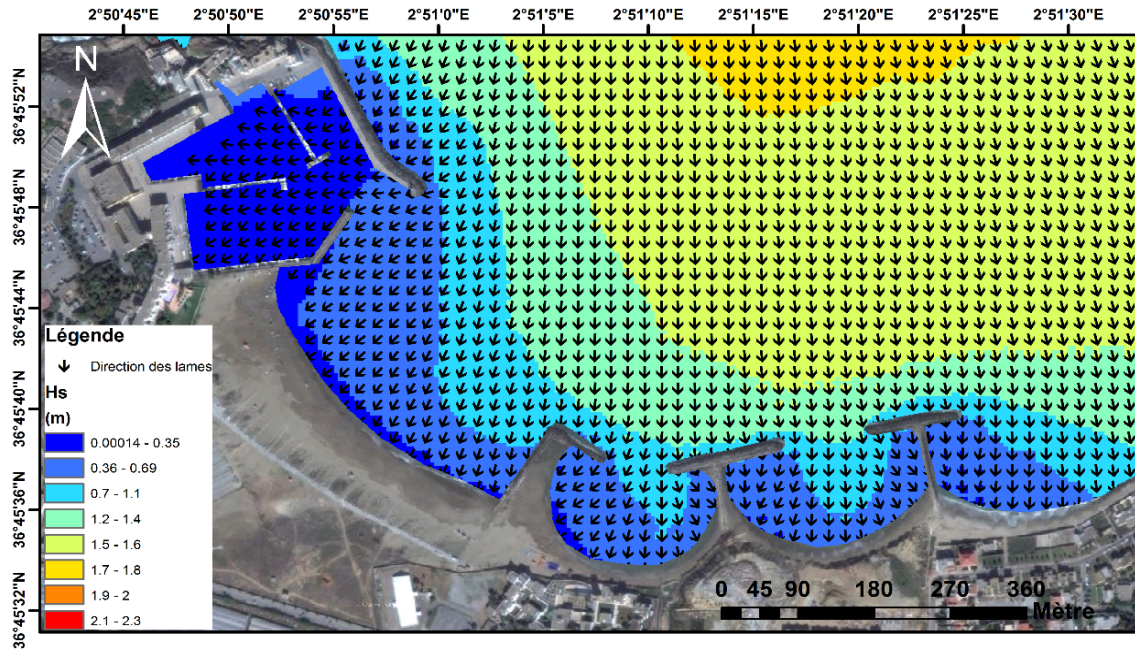 2°50'45"E 2°50'50"E 2°50'55"E 2°51'0"E 2°51'5"E 2°51'10"E 2°51'15"E 2°51'20"E 2°51'25"E 2°51'30"E
N
36°45'52"N
36°45'48"N
36°45'44"N
36°45'40"N
36°45'36"N
36°45'32"N
Légende
Direction des lames
Hs
(m)
0.00014 - 0.35
0.36 - 0.69
0.7 - 1.1
1.2 - 1.4
1.5 - 1.6
1.7 - 1.8
1.9 - 2
2.1 - 2.3
0 45 90 180 270 360
Mètre